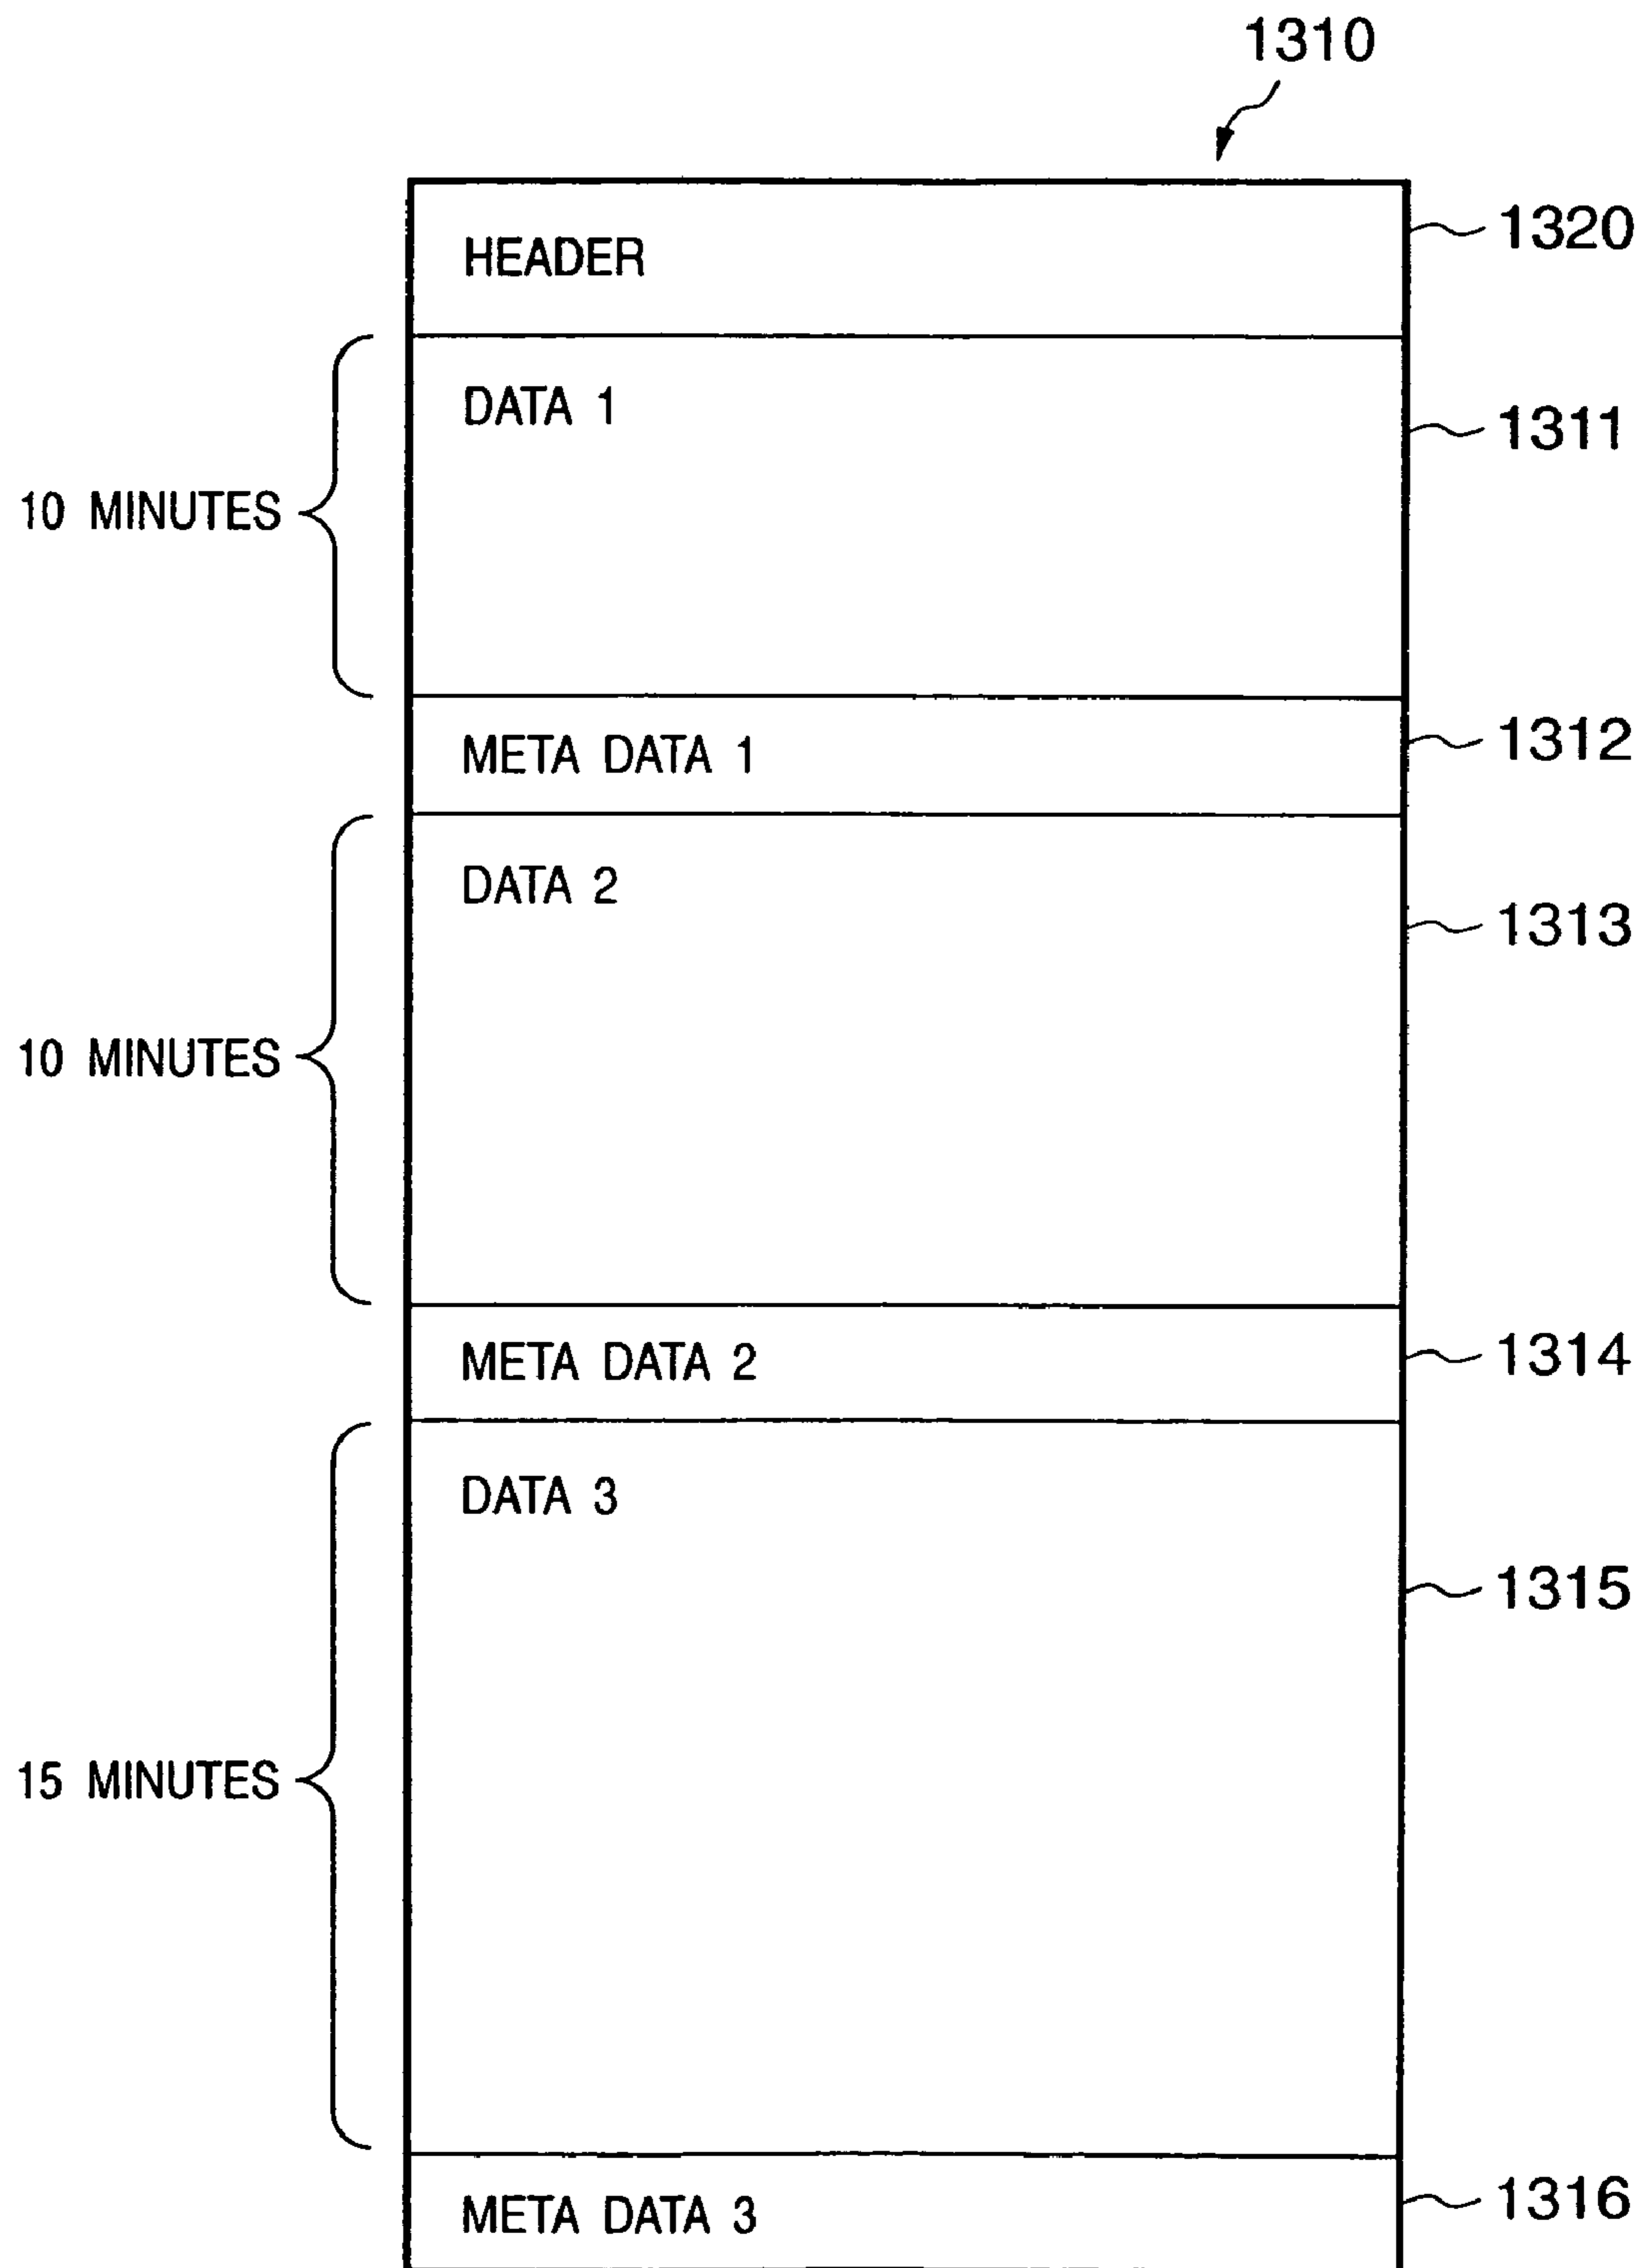 1310
HEADER
1320
DATA 1
1311
10 MINUTES
META DATA 1
1312
DATA 2
1313
10 MINUTES
META DATA 2
1314
DATA 3
1315
15 MINUTES
META DATA 3
1316